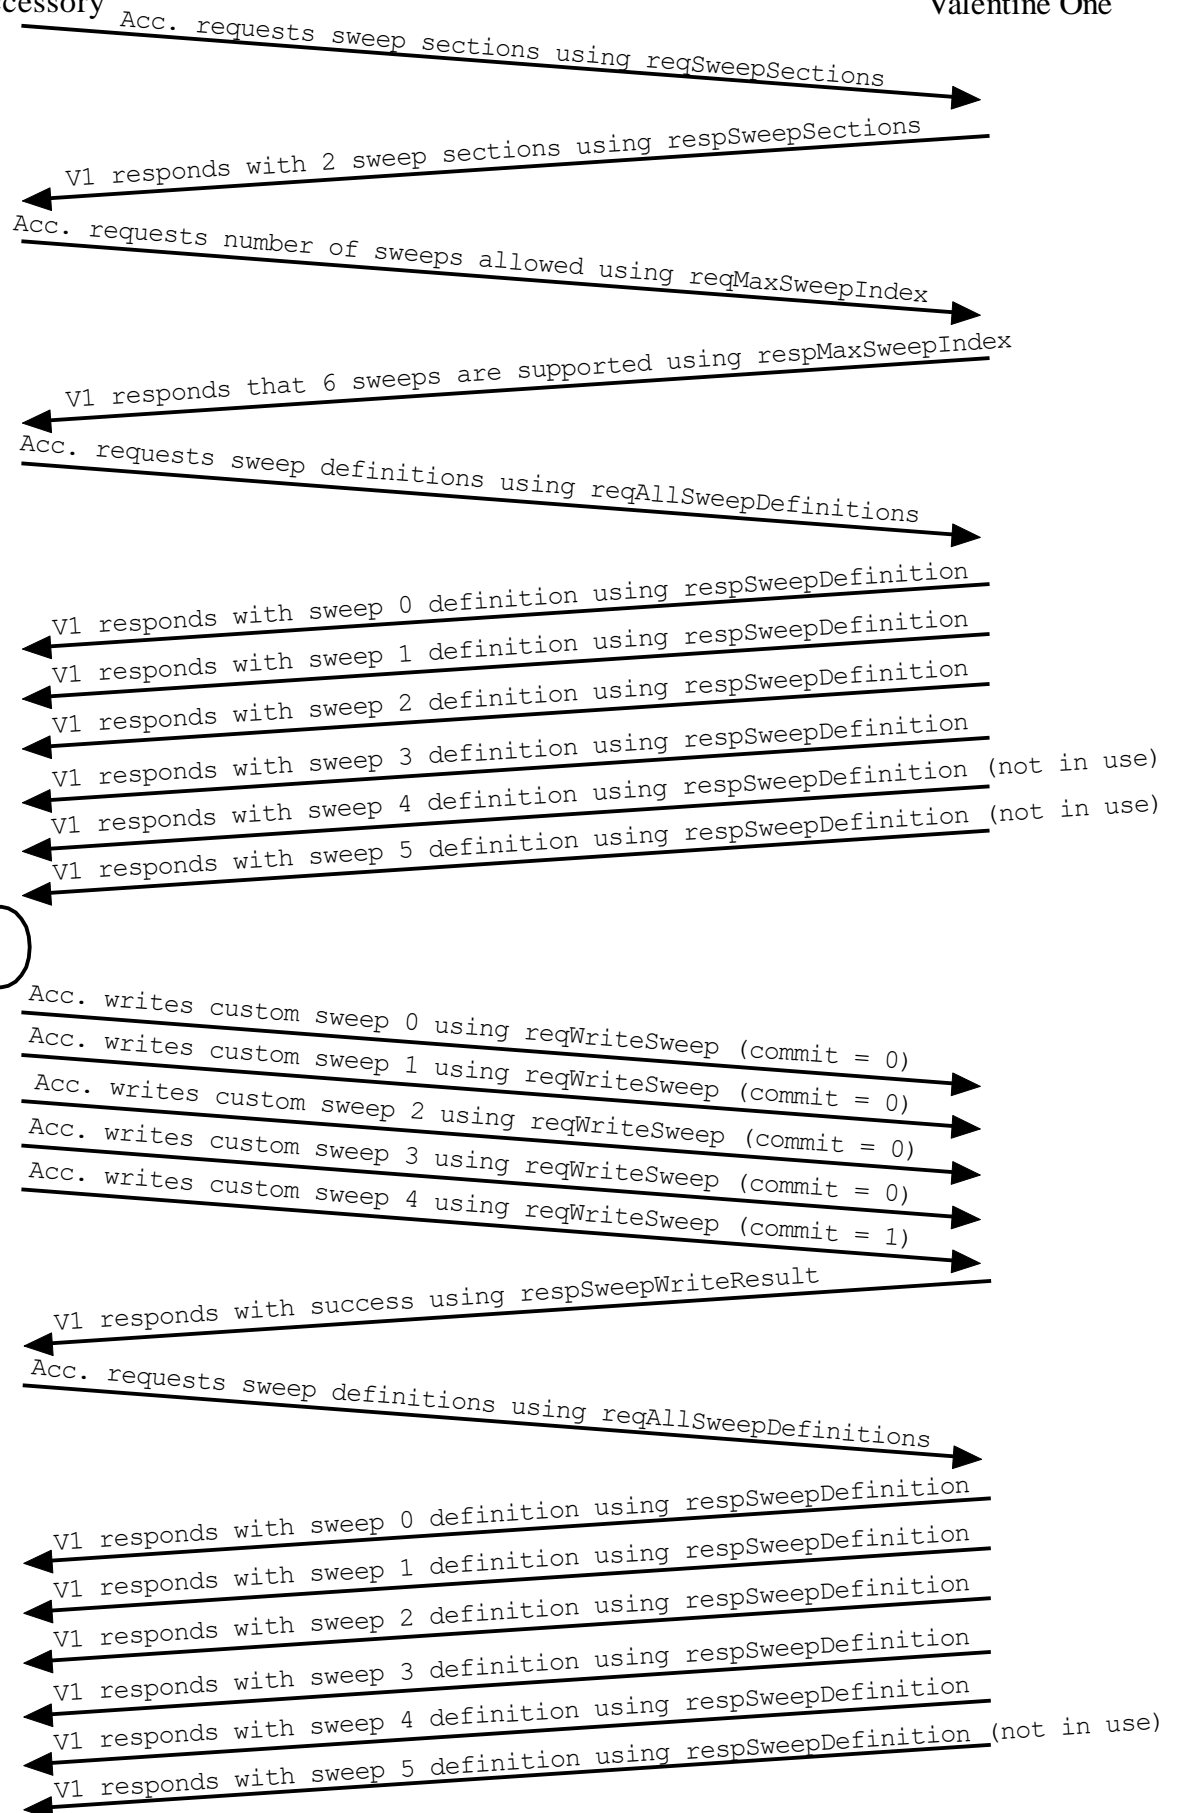 ccessory
Valentine One
Acc. requests sweep sections using reqSweepSections
V1 responds with 2 sweep sections using respSweepSections
Acc. requests number of sweeps allowed using reqMaxSweepIndex
V1 responds that 6 sweeps are supported using respMaxSweepIndex
Acc. requests sweep definitions using reqAllSweepDefinitions
V1 responds with sweep 0 definition using respSweepDefinition
V1 responds with sweep 1 definition using respSweepDefinition
V1 responds with sweep 2 definition using respSweepDefinition
V1 responds with sweep 3 definition using respSweepDefinition
V1 responds with sweep 4 definition using respSweepDefinition (not in use)
V1 responds with sweep 5 definition using respSweepDefinition (not in use)
Acc. writes custom sweep 0 using reqWriteSweep (commit = 0)
Acc. writes custom sweep 1 using reqWriteSweep (commit = 0)
Acc. writes custom sweep 2 using reqWriteSweep (commit = 0)
Acc. writes custom sweep 3 using reqWriteSweep (commit = 0)
Acc. writes custom sweep 4 using reqWriteSweep (commit = 1)
V1 responds with success using respSweepWriteResult
Acc. requests sweep definitions using reqAllSweepDefinitions
V1 responds with sweep 0 definition using respSweepDefinition
V1 responds with sweep 1 definition using respSweepDefinition
V1 responds with sweep 2 definition using respSweepDefinition
V1 responds with sweep 3 definition using respSweepDefinition
V1 responds with sweep 4 definition using respSweepDefinition
V1 responds with sweep 5 definition using respSweepDefinition (not in use)